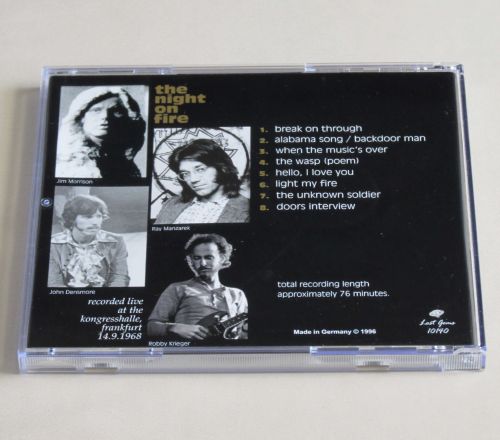 the
night
on
fire
Jim Morrison
Ray Manzarek
John Densmore
Robby Krieger
recorded live
at the
kongresshalle,
frankfurt
14.9.1968
1. break on through
2. alabama song / backdoor man
3. when the music's over
4. the wasp (poem)
5. hello, I love you
6. light my fire
7. the unknown soldier
8. doors interview
total recording length
approximately 76 minutes.
Made in Germany © 1996
Lost Gems
10140